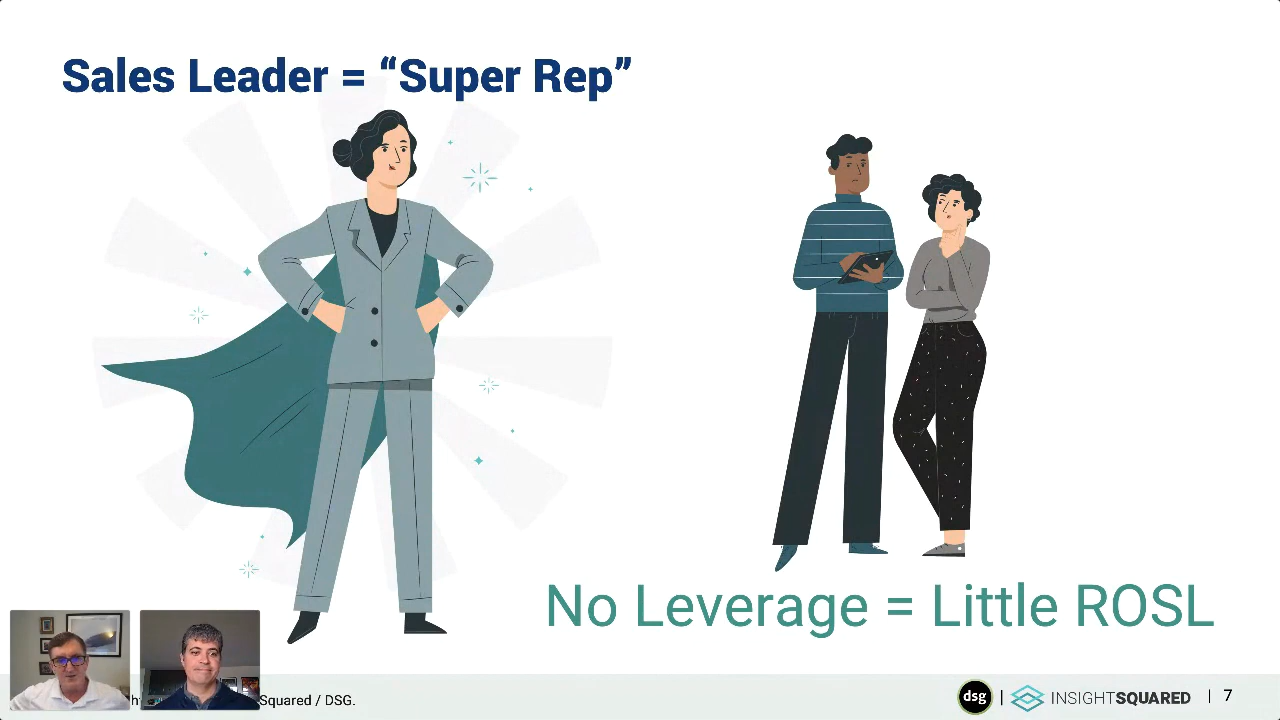 Sales Leader = “Super Rep”
No Leverage = Little ROSL
Squared / DSG.
dsg | INSIGHTSQUARED | 7